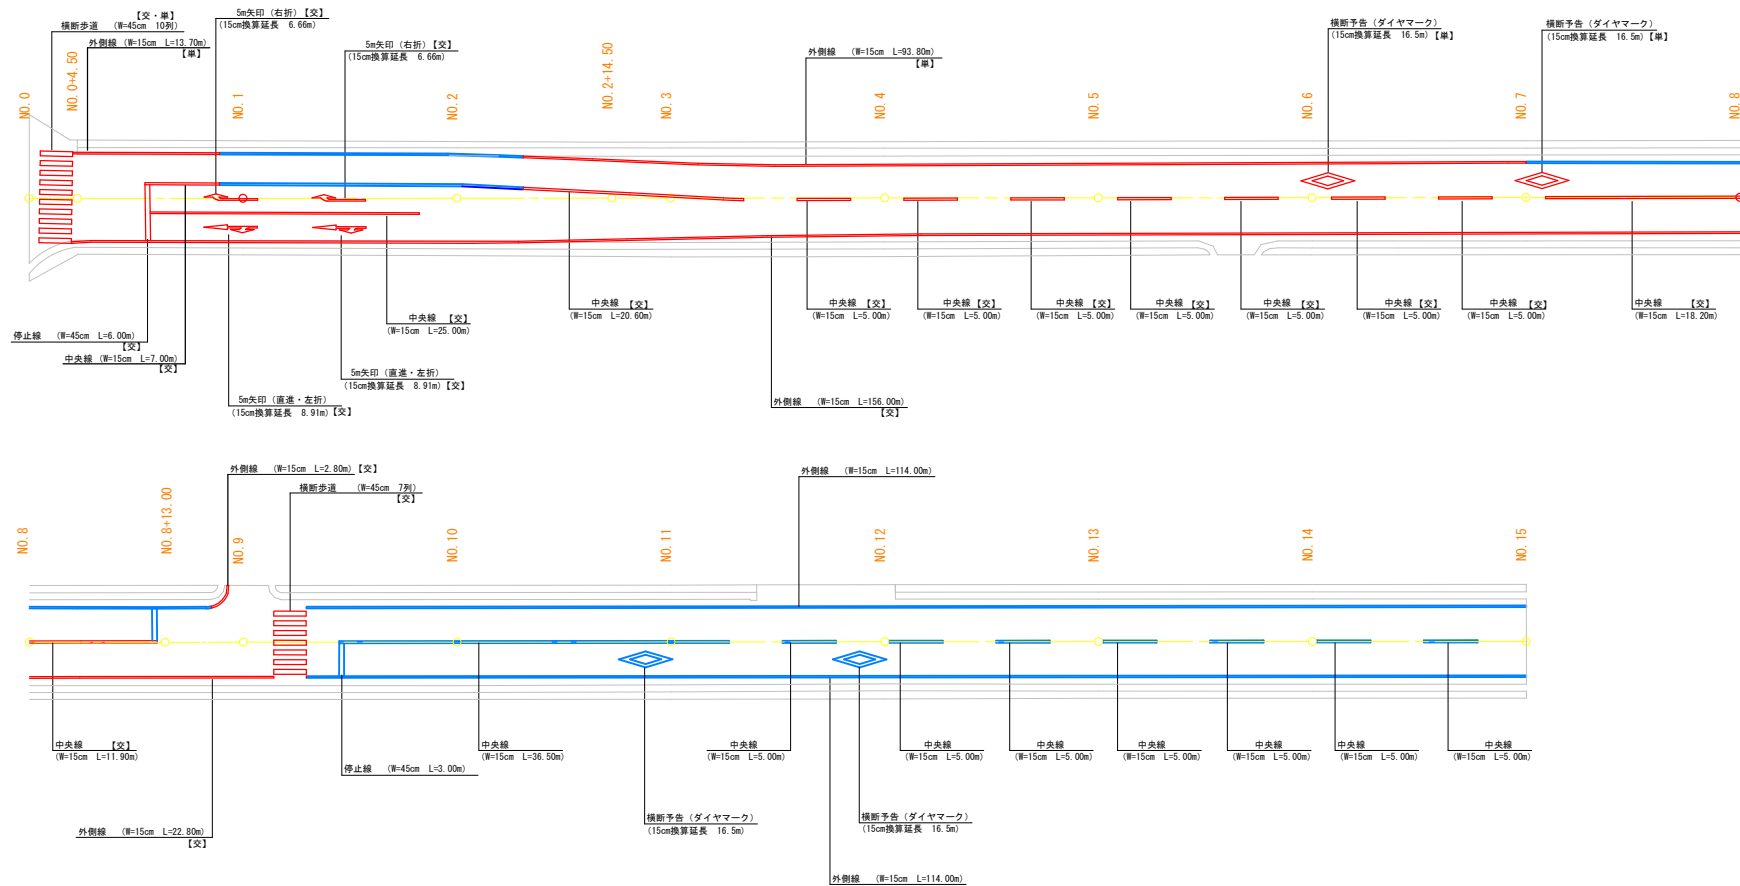 【交・単】
横断歩道 (W=45cm 10列)
外側線 (W=15cm L=13.70m)
【単】
5m矢印（右折）【交】
(15cm換算延長 6.66m)
5m矢印（右折）【交】
(15cm換算延長 6.66m)
外側線 (W=15cm L=93.80m)
【単】
横断予告（ダイヤマーク）
(15cm換算延長 16.5m)【単】
横断予告（ダイヤマーク）
(15cm換算延長 16.5m)【単】
NO.0
NO.0+4.50
NO.1
NO.2
NO.2+14.50
NO.3
NO.4
NO.5
NO.6
NO.7
NO.8
停止線 (W=45cm L=6.00m)
【交】
中央線 (W=15cm L=7.00m)
【交】
5m矢印（直進・左折）
(15cm換算延長 8.91m)【交】
5m矢印（直進・左折）
(15cm換算延長 8.91m)【交】
中央線 【交】
(W=15cm L=25.00m)
中央線 【交】
(W=15cm L=20.60m)
外側線 (W=15cm L=156.00m)
【交】
中央線 【交】
(W=15cm L=5.00m)
中央線 【交】
(W=15cm L=5.00m)
中央線 【交】
(W=15cm L=5.00m)
中央線 【交】
(W=15cm L=5.00m)
中央線 【交】
(W=15cm L=5.00m)
中央線 【交】
(W=15cm L=5.00m)
中央線 【交】
(W=15cm L=5.00m)
中央線 【交】
(W=15cm L=18.20m)
外側線 (W=15cm L=2.80m)【交】
横断歩道 (W=45cm 7列)
【交】
外側線 (W=15cm L=114.00m)
NO.8
NO.8+13.00
NO.9
NO.10
NO.11
NO.12
NO.13
NO.14
NO.15
中央線 【交】
(W=15cm L=11.90m)
外側線 (W=15cm L=22.80m)
【交】
停止線 (W=45cm L=3.00m)
中央線
(W=15cm L=36.50m)
横断予告（ダイヤマーク）
(15cm換算延長 16.5m)
中央線
(W=15cm L=5.00m)
横断予告（ダイヤマーク）
(15cm換算延長 16.5m)
外側線 (W=15cm L=114.00m)
中央線
(W=15cm L=5.00m)
中央線
(W=15cm L=5.00m)
中央線
(W=15cm L=5.00m)
中央線
(W=15cm L=5.00m)
中央線
(W=15cm L=5.00m)
中央線
(W=15cm L=5.00m)